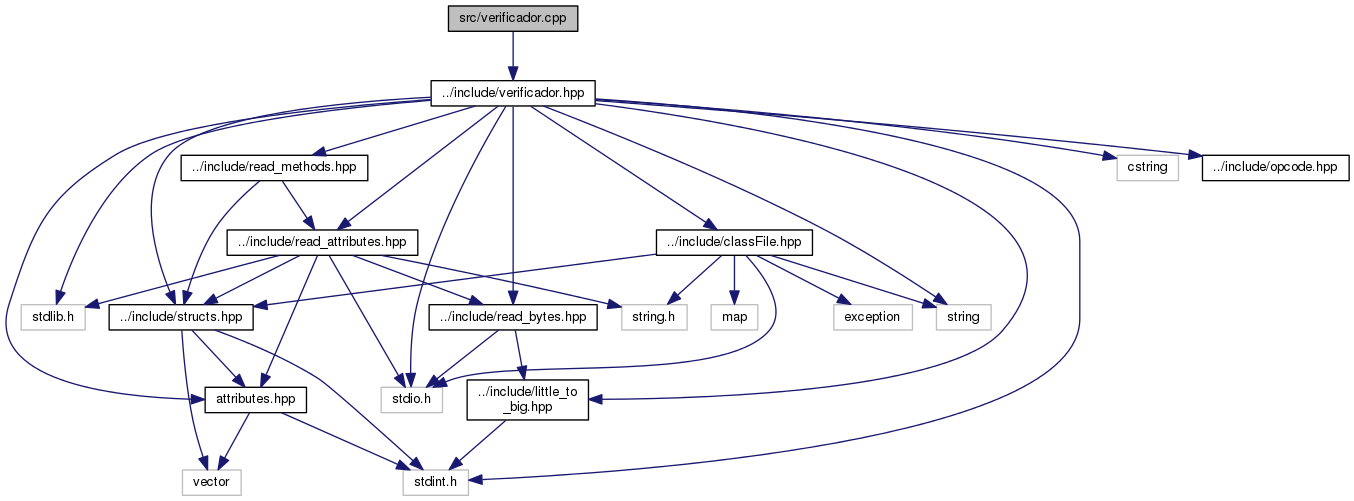 src/verificador.cpp
../include/verificador.hpp
../include/read_methods.hpp
cstring
../include/opcode.hpp
../include/read_attributes.hpp
../include/classFile.hpp
stdlib.h
../include/structs.hpp
../include/read_bytes.hpp
string.h
map
exception
string
attributes.hpp
stdio.h
../include/little_to
_big.hpp
vector
stdint.h